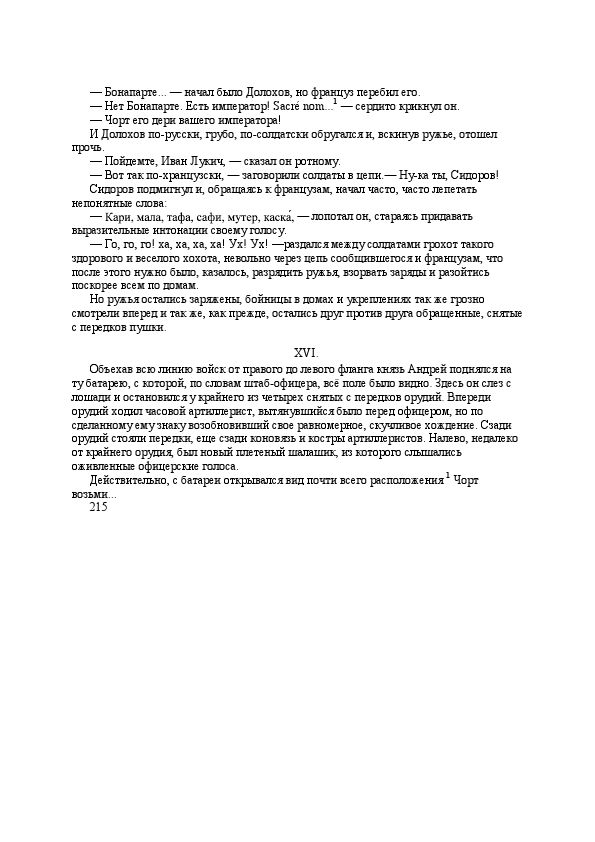 — Бонапарте... — начал было Долохов, но француз перебил его.
— Нет Бонапарте. Есть император! Sacré nom...1 — сердито крикнул он.
— Чорт его дери вашего императора!
И Долохов по-русски, грубо, по-солдатски обругался и, вскинув ружье, отошел
прочь.
— Пойдемте, Иван Лукич, — сказал он ротному.
— Вот так по-хранцузски, — заговорили солдаты в цепи.— Ну-ка ты, Сидоров!
Сидоров подмигнул и, обращаясь к французам, начал часто, часто лепетать
непонятные слова:
— Кари, мала, тафа, сафи, мутер, каска́, — лопотал он, стараясь придавать
выразительные интонации своему голосу.
— Го, го, го! ха, ха, ха, ха! Ух! Ух! —раздался между солдатами грохот такого
здорового и веселого хохота, невольно через цепь сообщившегося и французам, что
после этого нужно было, казалось, разрядить ружья, взорвать заряды и разойтись
поскорее всем по домам.
Но ружья остались заряжены, бойницы в домах и укреплениях так же грозно
смотрели вперед и так же, как прежде, остались друг против друга обращенные, снятые
с передков пушки.
XVI.
Объехав всю линию войск от правого до левого фланга князь Андрей поднялся на
ту батарею, с которой, по словам штаб-офицера, всё поле было видно. Здесь он слез с
лошади и остановился у крайнего из четырех снятых с передков орудий. Впереди
орудий ходил часовой артиллерист, вытянувшийся было перед офицером, но по
сделанному ему знаку возобновивший свое равномерное, скучливое хождение. Сзади
орудий стояли передки, еще сзади коновязь и костры артиллеристов. Налево, недалеко
от крайнего орудия, был новый плетеный шалашик, из которого слышались
оживленные офицерские голоса.
Действительно, с батареи открывался вид почти всего расположения 1 Чорт
возьми...
215